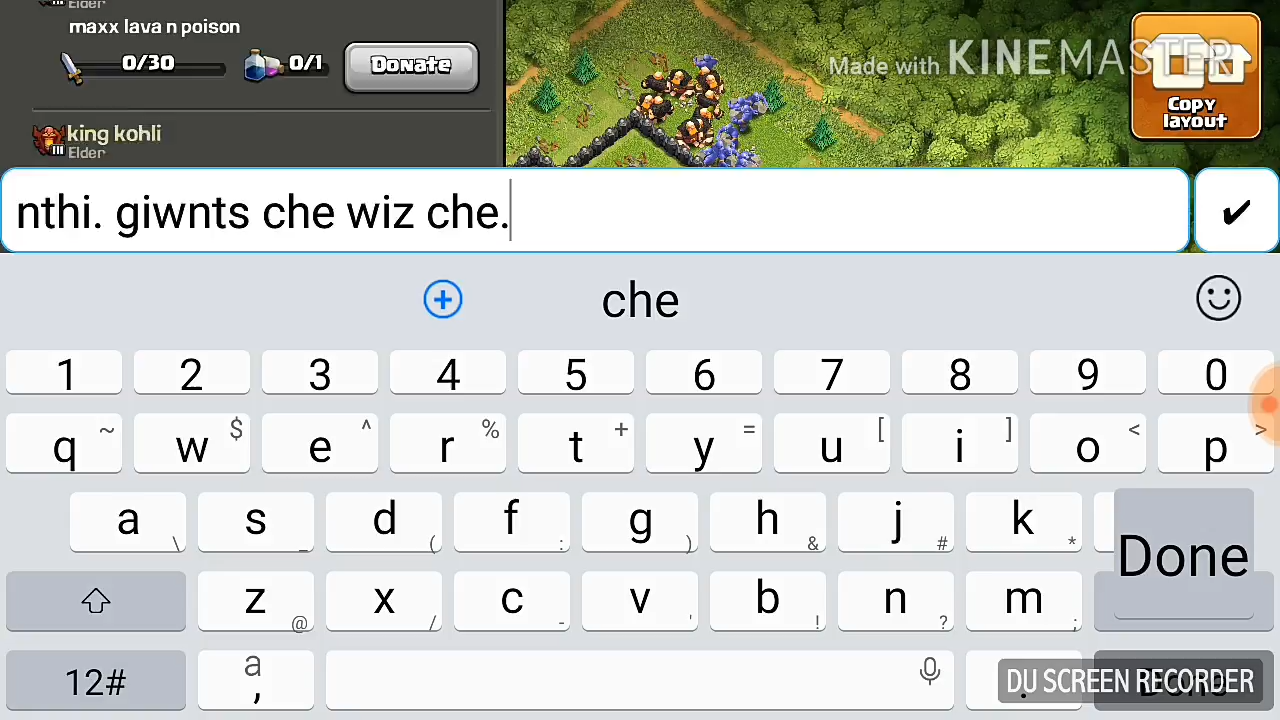 Elder
maxx lava n poison
0/30
0/1
Donate
king kohli
Elder
Made with KINEMASTER
Copy
layout
nthi. giwnts che wiz che.
che
1 2 3 4 5 6 7 8 9 0
q ~ w $ e ^ r % t + y = u [ i ] o < p >
a \ s _ d ( f : g ) h & j # k *
Done
z @ x / c - v ' b ! n ? m ;
12# a , .
DU SCREEN RECORDER